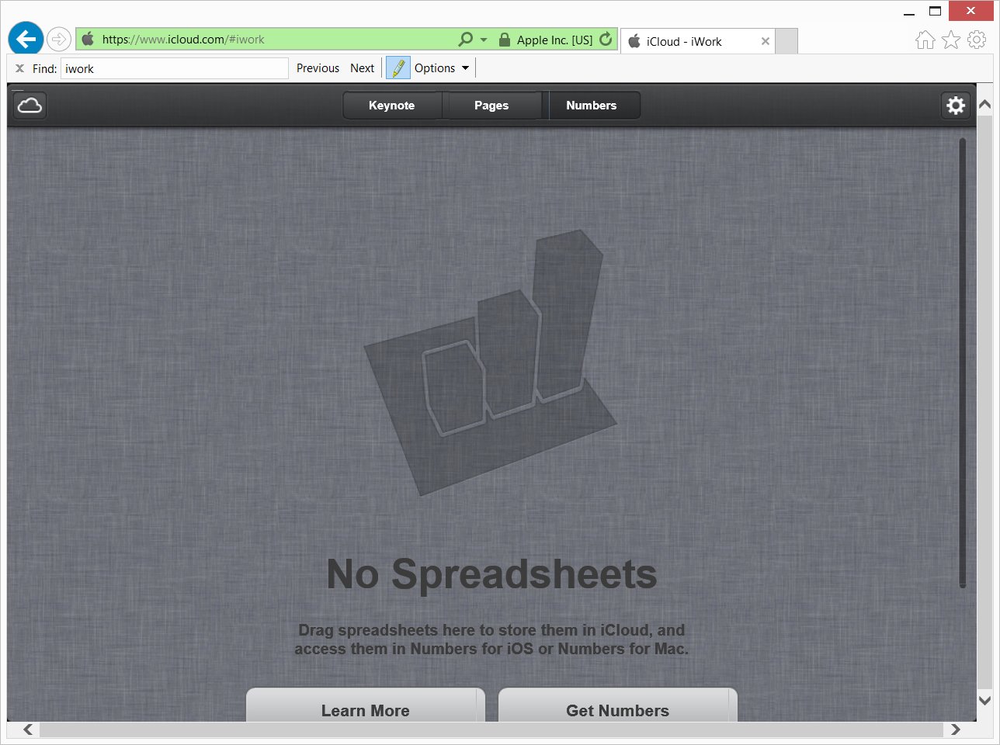 https://www.icloud.com/#iwork
Apple Inc. [US]
iCloud - iWork
Find: iwork
Previous
Next
Options
Keynote
Pages
Numbers
No Spreadsheets
Drag spreadsheets here to store them in iCloud, and
access them in Numbers for iOS or Numbers for Mac.
Learn More
Get Numbers